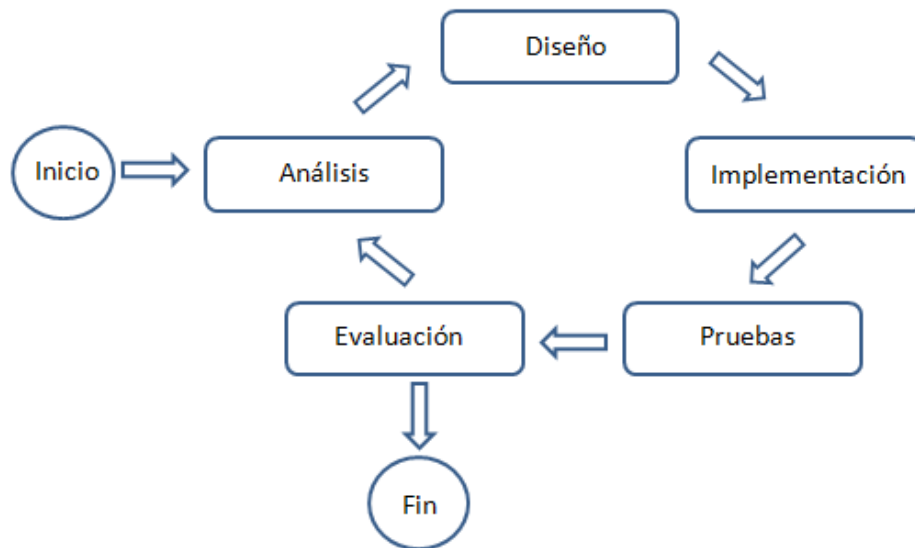 Diseño
Inicio
Análisis
Implementación
Evaluación
Pruebas
Fin